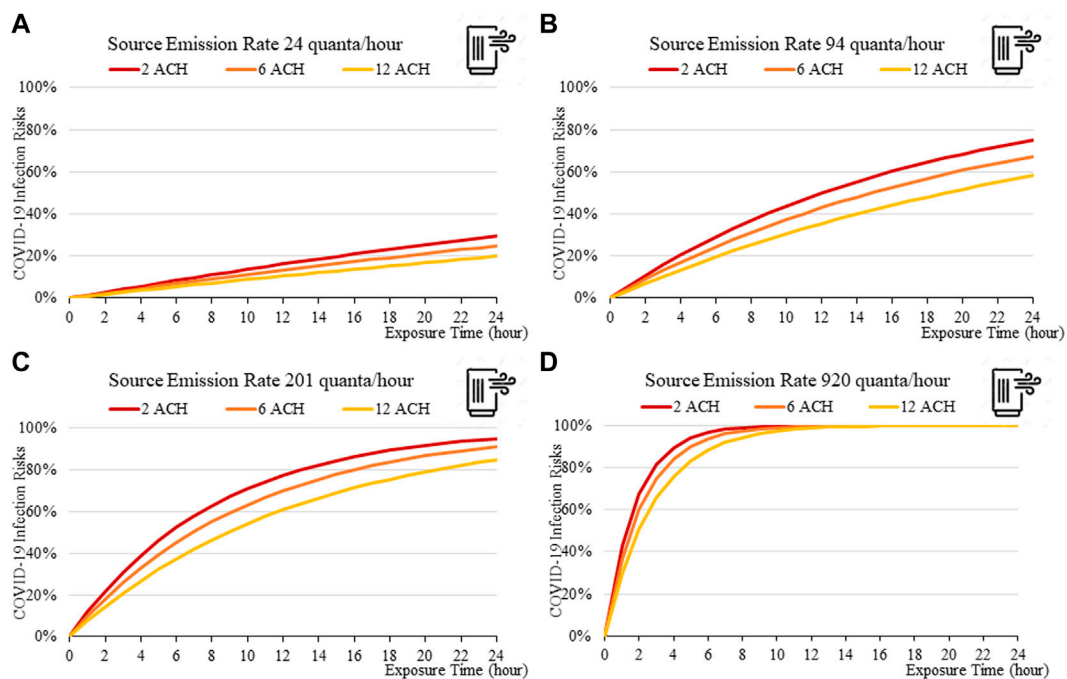 A
Source Emission Rate 24 quanta/hour
2 ACH 6 ACH 12 ACH
COVID-19 Infection Risks
100%
80%
60%
40%
20%
0%
0 2 4 6 8 10 12 14 16 18 20 22 24
Exposure Time (hour)
B
Source Emission Rate 94 quanta/hour
2 ACH 6 ACH 12 ACH
COVID-19 Infection Risks
100%
80%
60%
40%
20%
0%
0 2 4 6 8 10 12 14 16 18 20 22 24
Exposure Time (hour)
C
Source Emission Rate 201 quanta/hour
2 ACH 6 ACH 12 ACH
COVID-19 Infection Risks
100%
80%
60%
40%
20%
0%
0 2 4 6 8 10 12 14 16 18 20 22 24
Exposure Time (hour)
D
Source Emission Rate 920 quanta/hour
2 ACH 6 ACH 12 ACH
COVID-19 Infection Risks
100%
80%
60%
40%
20%
0%
0 2 4 6 8 10 12 14 16 18 20 22 24
Exposure Time (hour)